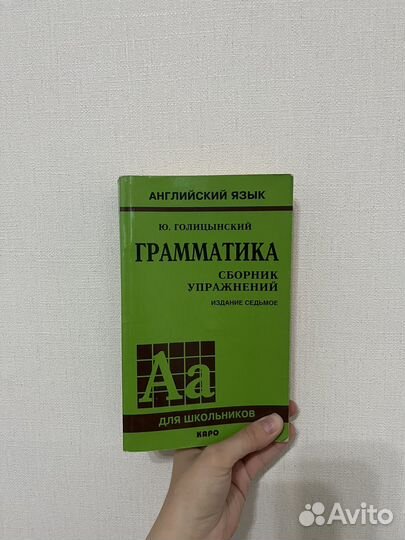 АНГЛИЙСКИЙ ЯЗЫК
Ю. ГОЛИЦЫНСКИЙ
ГРАММАТИКА
СБОРНИК
УПРАЖНЕНИЙ
ИЗДАНИЕ СЕДЬМОЕ
Aa
ДЛЯ ШКОЛЬНИКОВ
КАРО
Avito